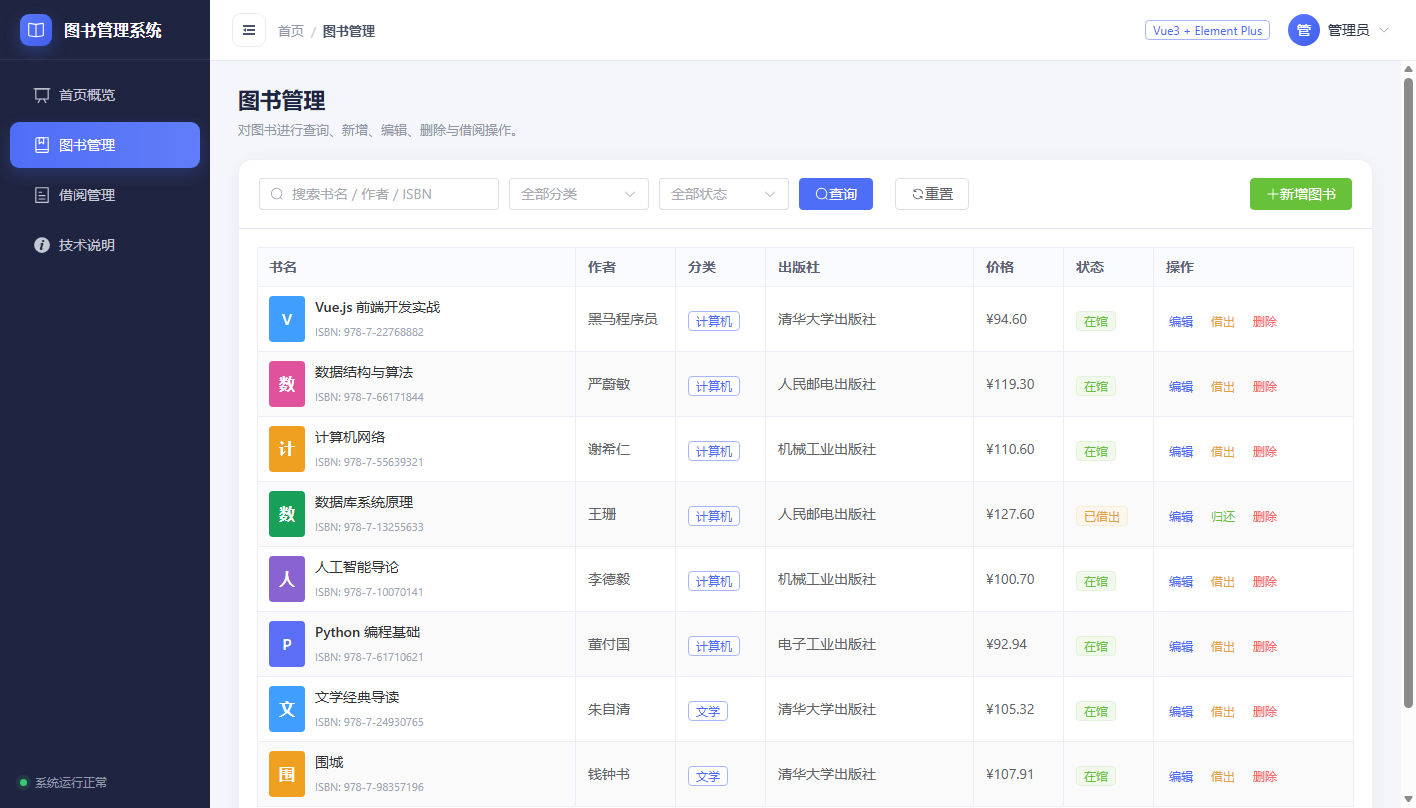 图书管理系统
首页 / 图书管理
Vue3 + Element Plus
管
管理员
首页概览
图书管理
借阅管理
技术说明
系统运行正常
图书管理
对图书进行查询、新增、编辑、删除与借阅操作。
搜索书名 / 作者 / ISBN
全部分类
全部状态
查询
重置
新增图书
书名 作者 分类 出版社 价格 状态 操作
V
Vue.js 前端开发实战
ISBN: 978-7-22768882
黑马程序员 计算机 清华大学出版社 ¥94.60 在馆 编辑 借出 删除
数
数据结构与算法
ISBN: 978-7-66171844
严蔚敏 计算机 人民邮电出版社 ¥119.30 在馆 编辑 借出 删除
计
计算机网络
ISBN: 978-7-55639321
谢希仁 计算机 机械工业出版社 ¥110.60 在馆 编辑 借出 删除
数
数据库系统原理
ISBN: 978-7-13255633
王珊 计算机 人民邮电出版社 ¥127.60 已借出 编辑 归还 删除
人
人工智能导论
ISBN: 978-7-10070141
李德毅 计算机 机械工业出版社 ¥100.70 在馆 编辑 借出 删除
P
Python 编程基础
ISBN: 978-7-61710621
董付国 计算机 电子工业出版社 ¥92.94 在馆 编辑 借出 删除
文
文学经典导读
ISBN: 978-7-24930765
朱自清 文学 清华大学出版社 ¥105.32 在馆 编辑 借出 删除
围
围城
ISBN: 978-7-98357196
钱钟书 文学 清华大学出版社 ¥107.91 在馆 编辑 借出 删除